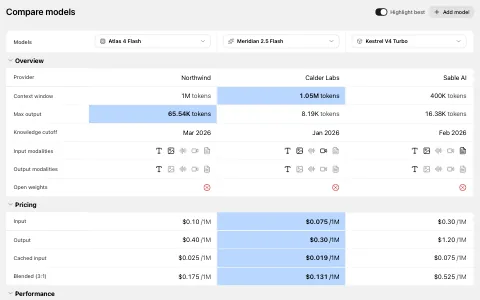 Compare models
Highlight best
Add model
Models Atlas 4 Flash Meridian 2.5 Flash Kestrel V4 Turbo
Overview
Provider Northwind Calder Labs Sable AI
Context window 1M tokens 1.05M tokens 400K tokens
Max output 65.54K tokens 8.19K tokens 16.38K tokens
Knowledge cutoff Mar 2026 Jan 2026 Feb 2026
Input modalities
Output modalities
Open weights
Pricing
Input $0.10 /1M $0.075 /1M $0.30 /1M
Output $0.40 /1M $0.30 /1M $1.20 /1M
Cached input $0.025 /1M $0.019 /1M $0.075 /1M
Blended (3:1) $0.175 /1M $0.131 /1M $0.525 /1M
Performance